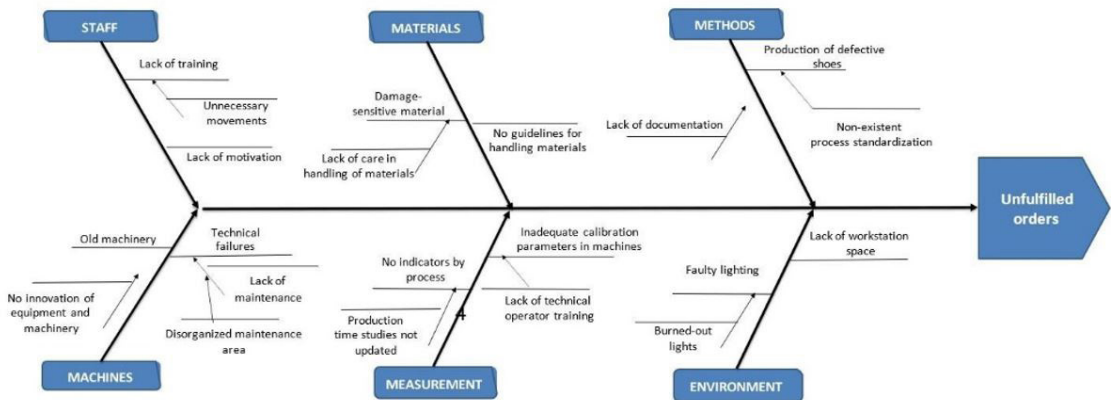 STAFF
MATERIALS
METHODS
Lack of training
Unnecessary
movements
Lack of motivation
Damage-
sensitive material
Lack of care in
handling of materials
No guidelines for
handling materials
Production of defective
shoes
Lack of documentation
Non-existent
process standardization
Unfulfilled
orders
Old machinery
Technical
failures
Lack of
maintenance
No innovation of
equipment and
machinery
Disorganized maintenance
area
Inadequate calibration
parameters in machines
No indicators by
process
Lack of technical
operator training
Production
time studies not
updated
4
Lack of workstation
space
Faulty lighting
Burned-out
lights
MACHINES
MEASUREMENT
ENVIRONMENT